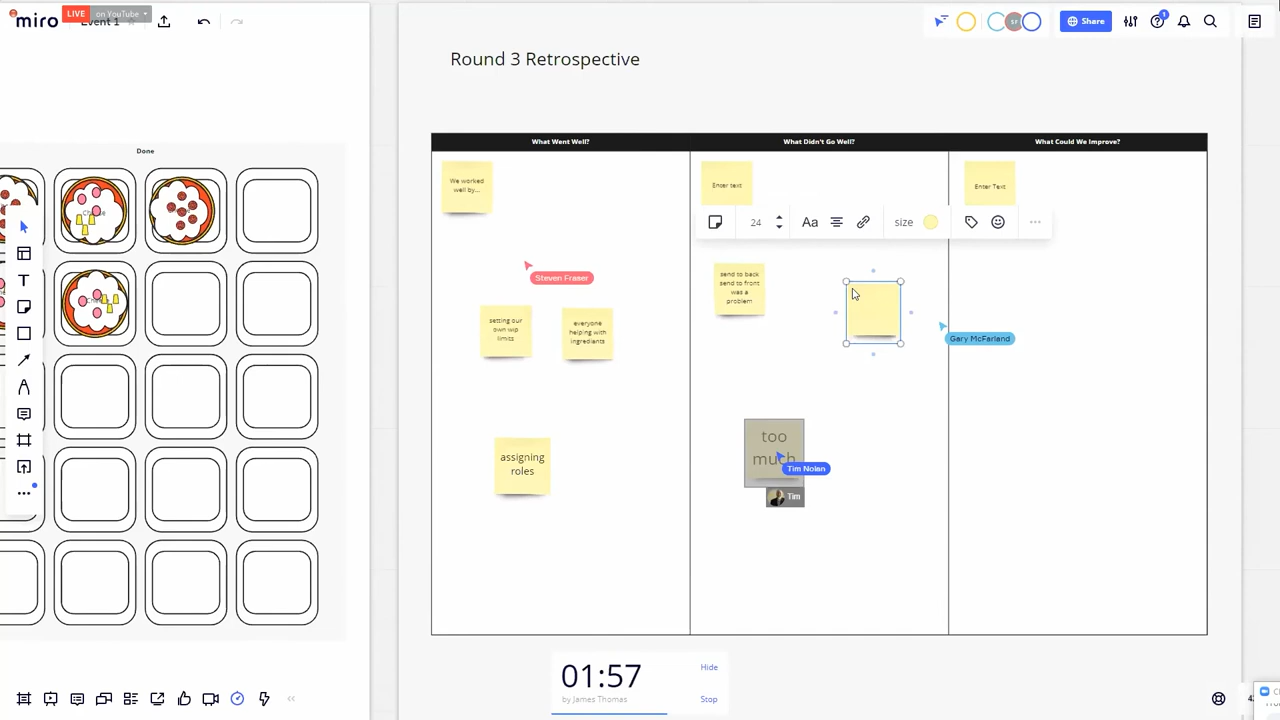 LIVE on YouTube
miro
Event 1
SF
Share
1
Round 3 Retrospective
Done
What Went Well?
What Didn't Go Well?
What Could We Improve?
We worked
well by...
Enter text
Enter Text
24
Aa
size
send to back
send to front
was a
problem
Steven Fraser
setting our
own wip
limits
everyone
helping with
ingredients
Gary McFarland
too
much
Tim Nolan
Tim
assigning
roles
01:57
Hide
by James Thomas
Stop